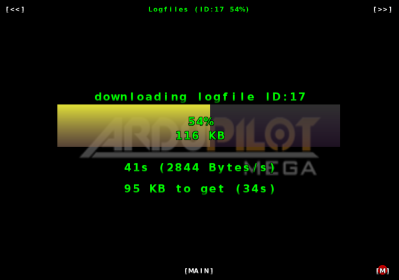 [<<]
Logfiles (ID:17 54%)
[>>]
downloading logfile ID:17
54%
116 KB
ARDUPILOT
MEGA
41s (2844 Bytes/s)
95 KB to get (34s)
[MAIN]
[M]